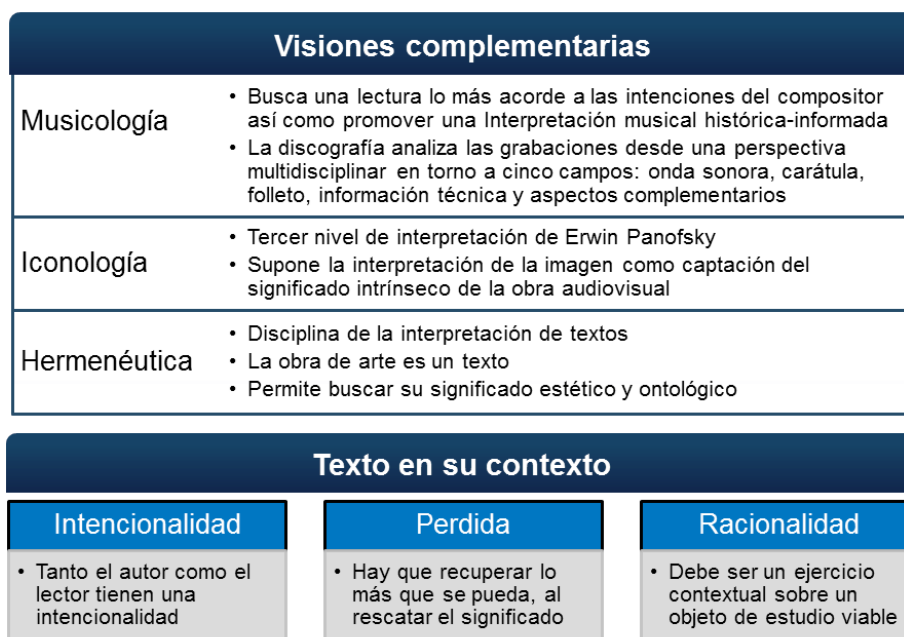 Visiones complementarias
Musicología
• Busca una lectura lo más acorde a las intenciones del compositor
así como promover una Interpretación musical histórica-informada
• La discografía analiza las grabaciones desde una perspectiva
multidisciplinar en torno a cinco campos: onda sonora, carátula,
folleto, información técnica y aspectos complementarios
Iconología
• Tercer nivel de interpretación de Erwin Panofsky
• Supone la interpretación de la imagen como captación del
significado intrínseco de la obra audiovisual
Hermenéutica
• Disciplina de la interpretación de textos
• La obra de arte es un texto
• Permite buscar su significado estético y ontológico
Texto en su contexto
Intencionalidad
• Tanto el autor como el
lector tienen una
intencionalidad
Perdida
• Hay que recuperar lo
más que se pueda, al
rescatar el significado
Racionalidad
• Debe ser un ejercicio
contextual sobre un
objeto de estudio viable